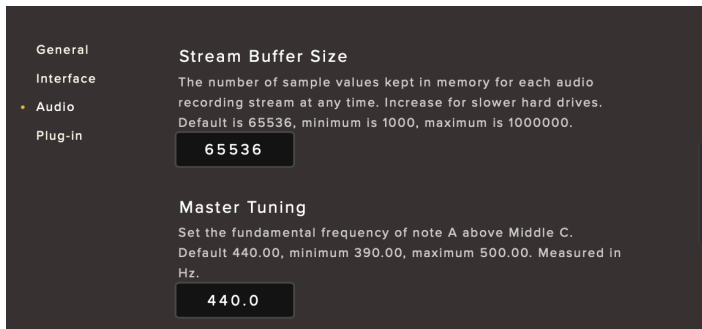 General
Interface
Audio
Plug-in
Stream Buffer Size
The number of sample values kept in memory for each audio
recording stream at any time. Increase for slower hard drives.
Default is 65536, minimum is 1000, maximum is 1000000.
65536
Master Tuning
Set the fundamental frequency of note A above Middle C.
Default 440.00, minimum 390.00, maximum 500.00. Measured in
Hz.
440.0